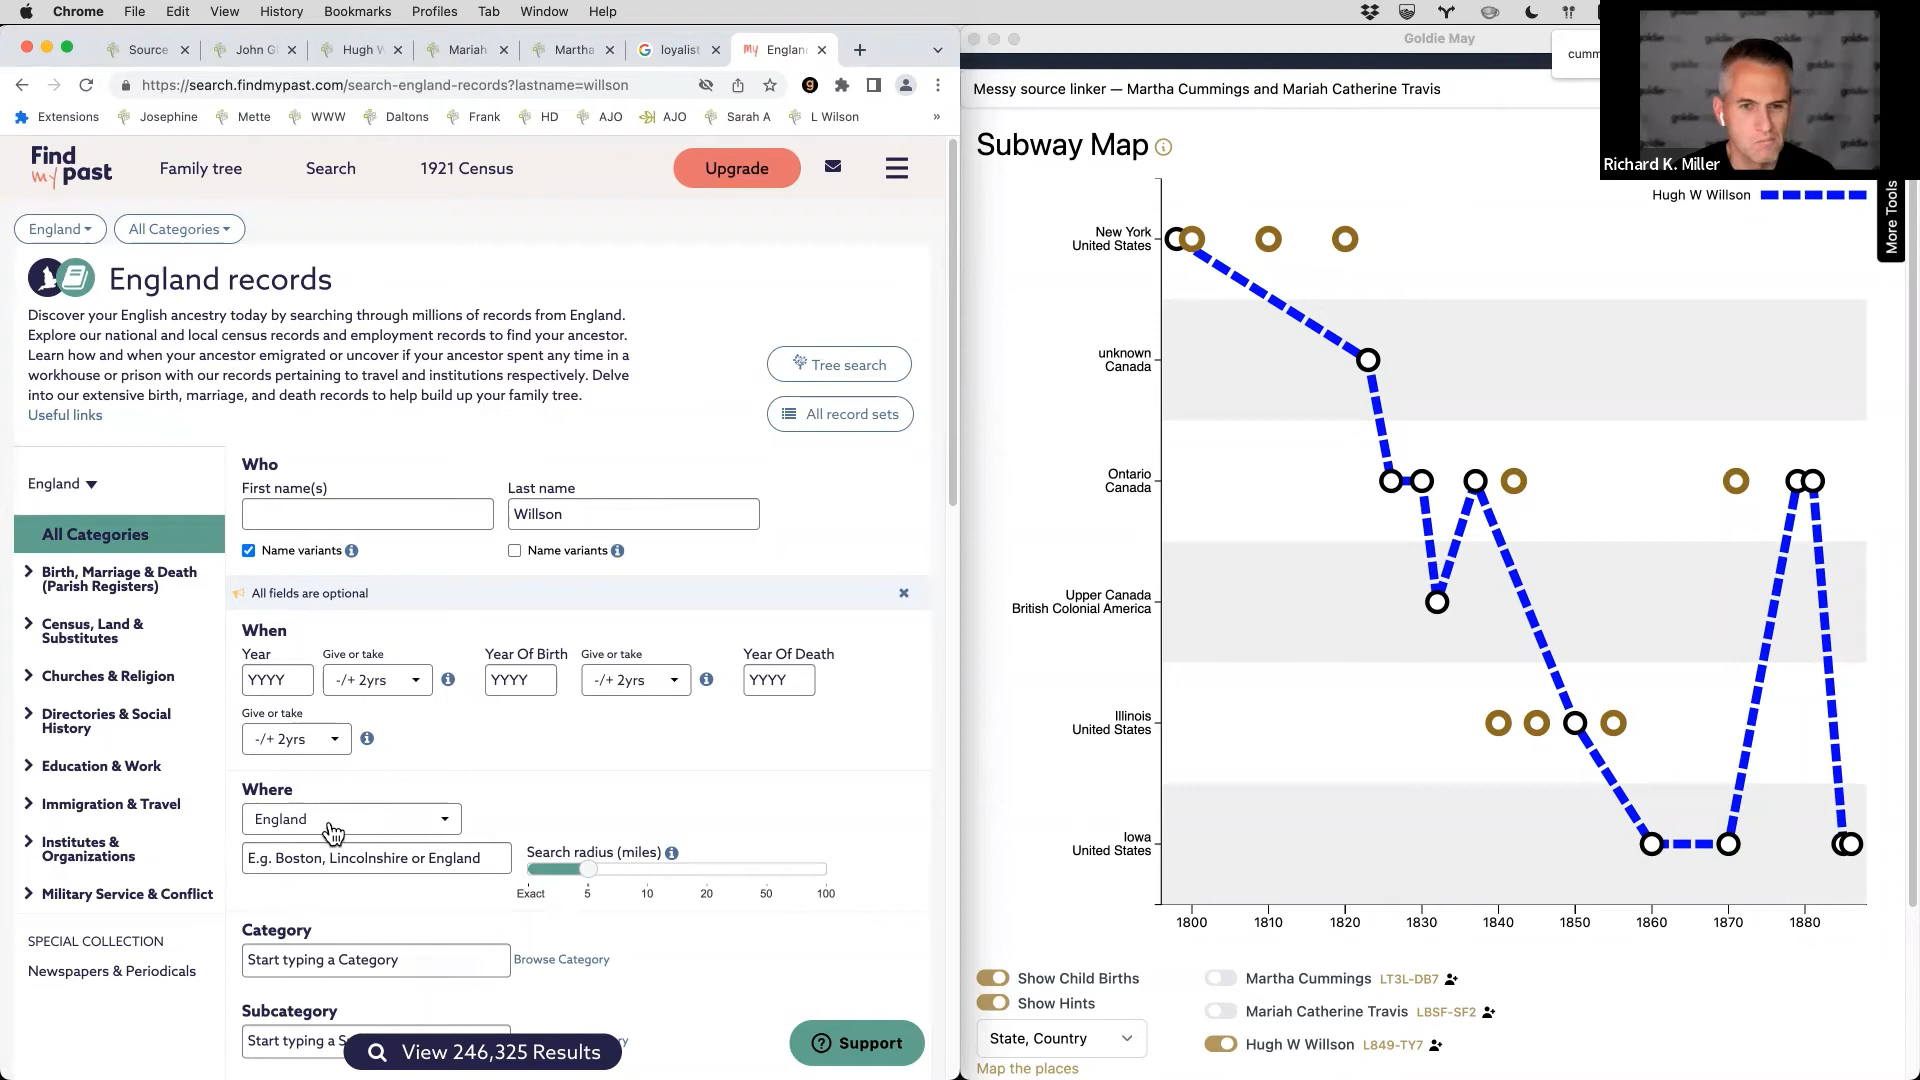 Chrome File Edit View History Bookmarks Profiles Tab Window Help
Source John G Hugh W Mariah Martha loyalist my Englan
Goldie May
cumm
https://search.findmypast.com/search-england-records?lastname=willson
Extensions Josephine Mette WWW Daltons Frank HD AJO AJO Sarah A L Wilson »
Messy source linker — Martha Cummings and Mariah Catherine Travis
Richard K. Miller
Find my past
Family tree
Search
1921 Census
Upgrade
England
All Categories
England records
Discover your English ancestry today by searching through millions of records from England.
Explore our national and local census records and employment records to find your ancestor.
Learn how and when your ancestor emigrated or uncover if your ancestor spent any time in a
workhouse or prison with our records pertaining to travel and institutions respectively. Delve
into our extensive birth, marriage, and death records to help build up your family tree.
Useful links
Tree search
All record sets
England
All Categories
Birth, Marriage & Death
(Parish Registers)
Census, Land &
Substitutes
Churches & Religion
Directories & Social
History
Education & Work
Immigration & Travel
Institutes &
Organizations
Military Service & Conflict
SPECIAL COLLECTION
Newspapers & Periodicals
Who
First name(s)
Last name
Willson
Name variants
Name variants
All fields are optional
When
Year
Give or take
Year Of Birth
Give or take
Year Of Death
YYYY
-/+ 2yrs
YYYY
-/+ 2yrs
YYYY
Give or take
-/+ 2yrs
Where
England
E.g. Boston, Lincolnshire or England
Search radius (miles)
Exact 5 10 20 50 100
Category
Start typing a Category
Browse Category
Subcategory
Start typing a S
View 246,325 Results
Support
Subway Map
More Tools
Hugh W Willson
New York
United States
unknown
Canada
Ontario
Canada
Upper Canada
British Colonial America
Illinois
United States
Iowa
United States
1800 1810 1820 1830 1840 1850 1860 1870 1880
Show Child Births
Show Hints
State, Country
Map the places
Martha Cummings LT3L-DB7
Mariah Catherine Travis LBSF-SF2
Hugh W Willson L849-TY7